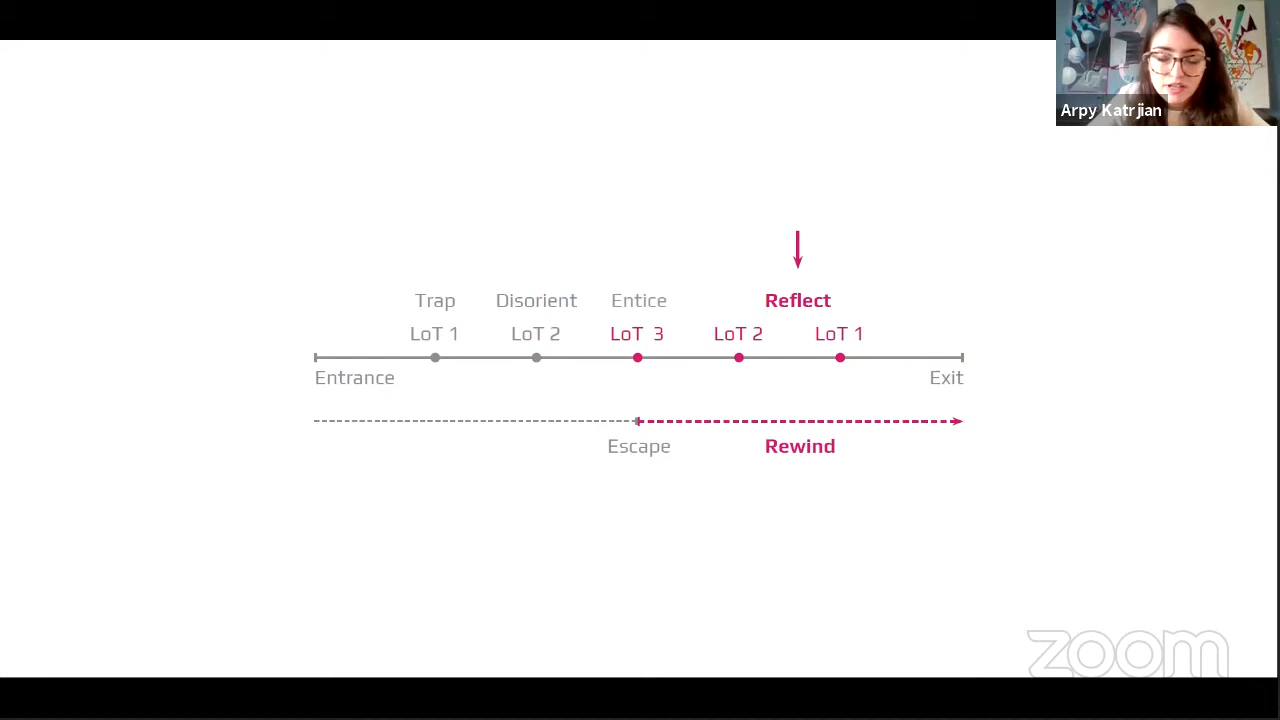 Arpy Katrjian
Trap Disorient Entice Reflect
LoT 1 LoT 2 LoT 3 LoT 2 LoT 1
Entrance Exit
Escape Rewind
zoom